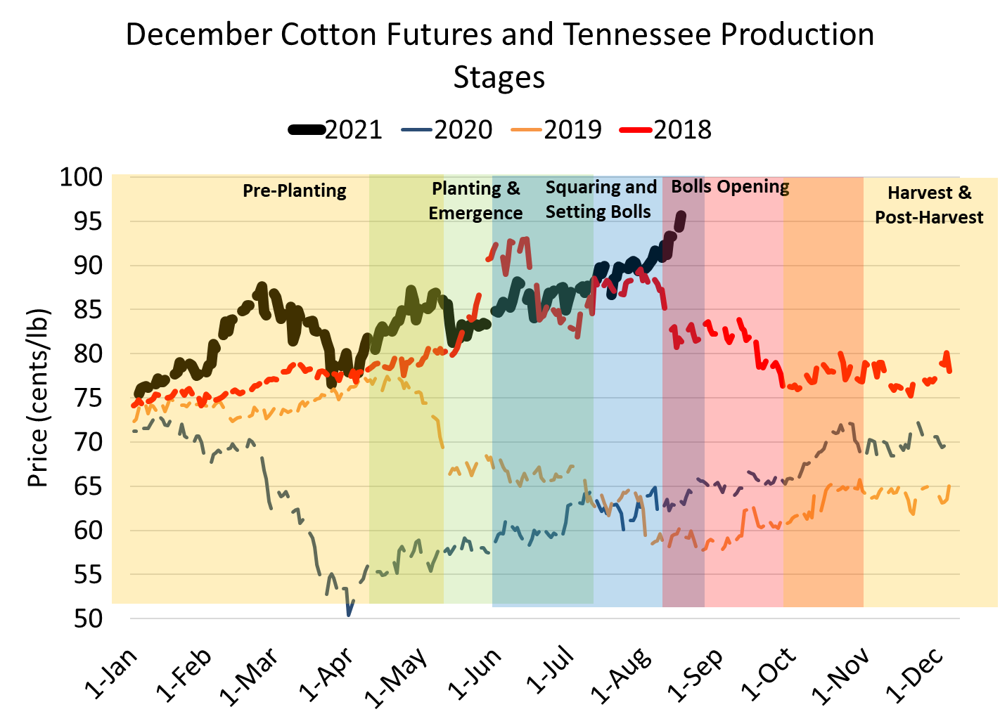 December Cotton Futures and Tennessee Production
Stages
2021 2020 2019 2018
Price (cents/lb)
100
95
90
85
80
75
70
65
60
55
50
Pre-Planting
Planting &
Emergence
Squaring and
Setting Bolls
Bolls Opening
Harvest &
Post-Harvest
1-Jan 1-Feb 1-Mar 1-Apr 1-May 1-Jun 1-Jul 1-Aug 1-Sep 1-Oct 1-Nov 1-Dec